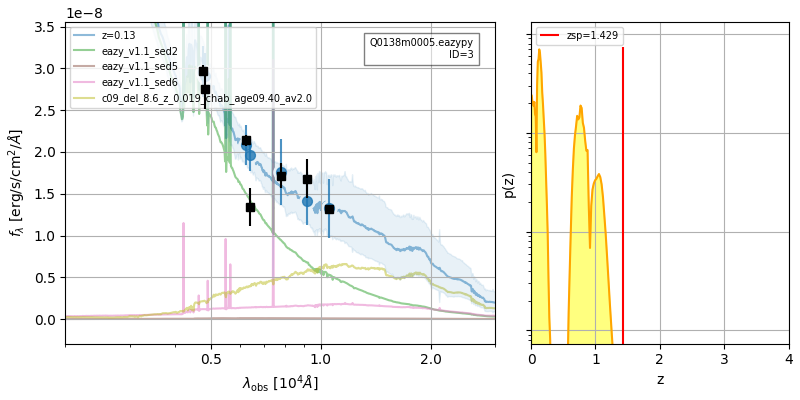 1e−8
z=0.13
eazy_v1.1_sed2
eazy_v1.1_sed5
eazy_v1.1_sed6
c09_del_8.6_z_0.019_chab_age09.40_av2.0
Q0138m0005.eazypy
ID=3
3.5
3.0
2.5
2.0
1.5
1.0
0.5
0.0
fλ [erg/s/cm²/Å]
0.5 1.0 2.0
λobs [10⁴Å]
zsp=1.429
p(z)
0 1 2 3 4
z